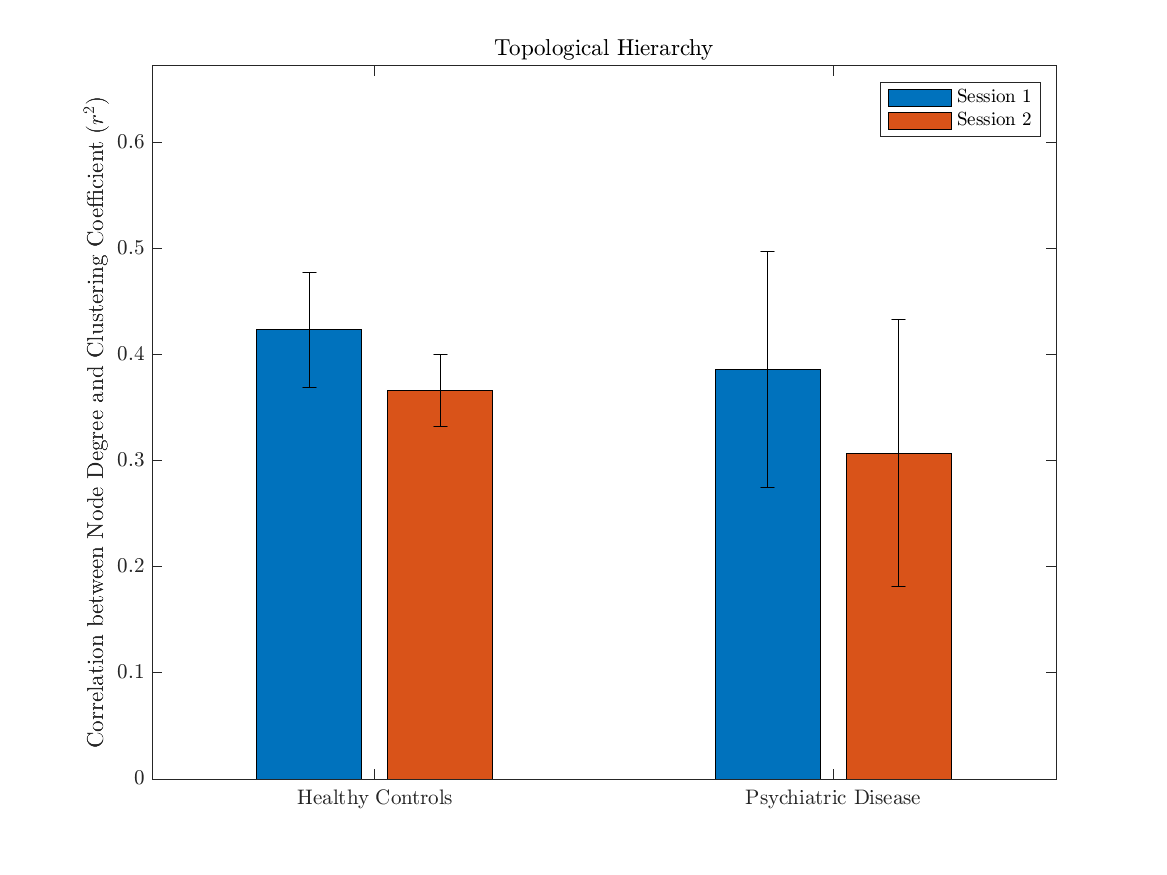 Topological Hierarchy
Session 1
Session 2
Correlation between Node Degree and Clustering Coefficient (r²)
0.6
0.5
0.4
0.3
0.2
0.1
0
Healthy Controls
Psychiatric Disease